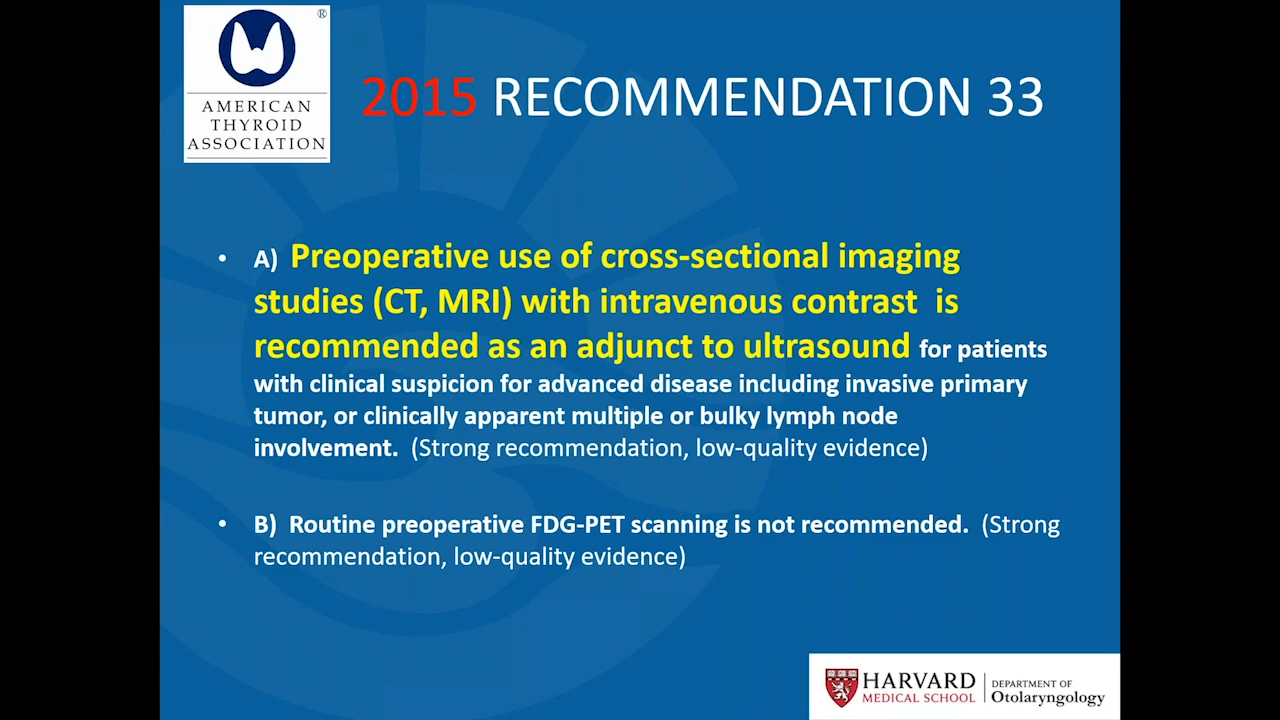 ®
AMERICAN
THYROID
ASSOCIATION
2015 RECOMMENDATION 33
• A) Preoperative use of cross-sectional imaging
studies (CT, MRI) with intravenous contrast is
recommended as an adjunct to ultrasound for patients
with clinical suspicion for advanced disease including invasive primary
tumor, or clinically apparent multiple or bulky lymph node
involvement. (Strong recommendation, low-quality evidence)
• B) Routine preoperative FDG-PET scanning is not recommended. (Strong
recommendation, low-quality evidence)
HARVARD
MEDICAL SCHOOL
DEPARTMENT OF
Otolaryngology